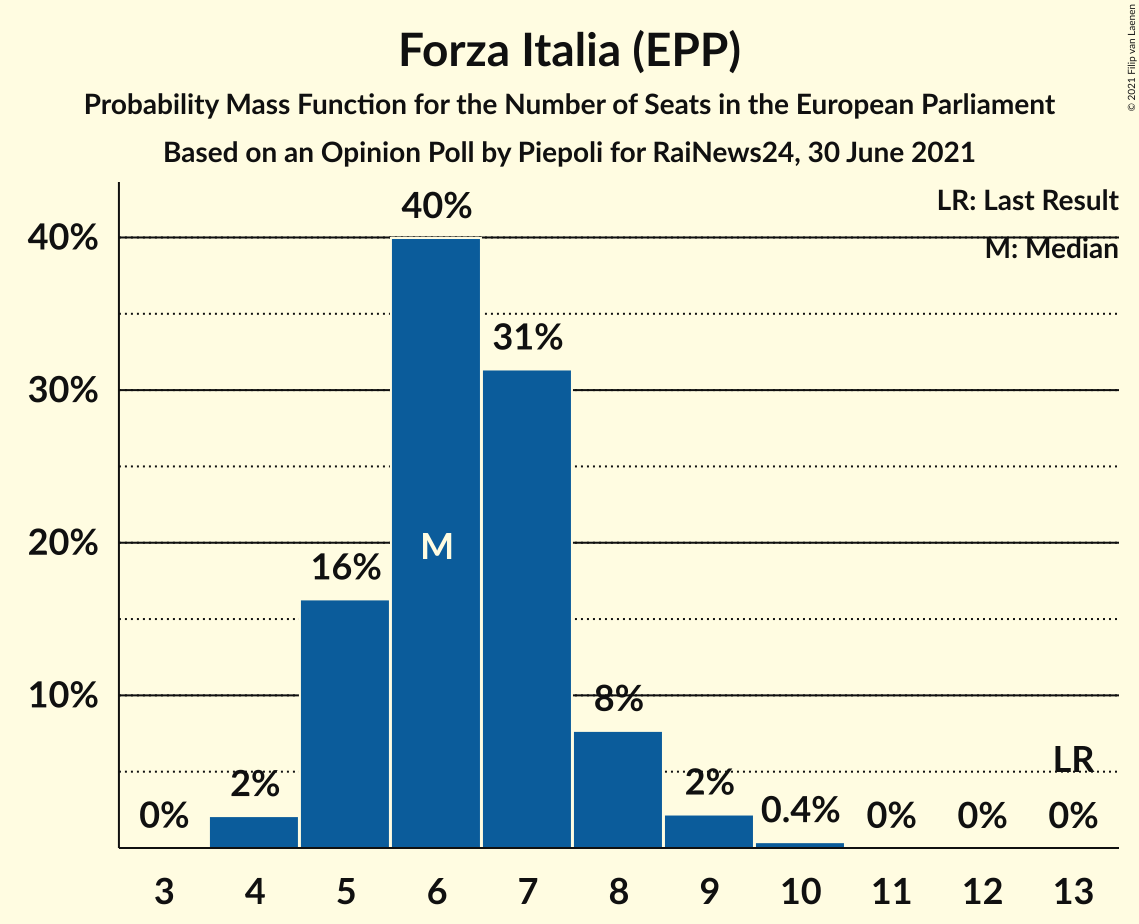 Forza Italia (EPP)
Probability Mass Function for the Number of Seats in the European Parliament
Based on an Opinion Poll by Piepoli for RaiNews24, 30 June 2021
© 2021 Filip van Laenen
LR: Last Result
M: Median
40%
30%
20%
10%
0%
2%
16%
40%
M
31%
8%
2%
0.4%
0%
0%
LR
0%
3 4 5 6 7 8 9 10 11 12 13